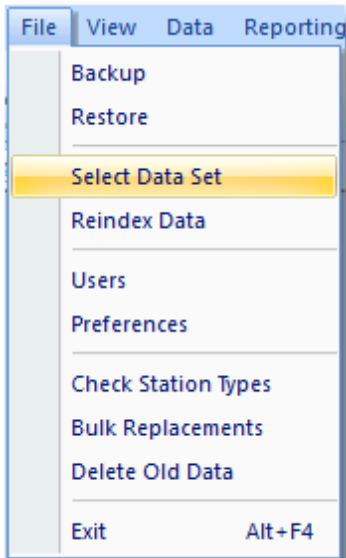 File View Data Reporting
Backup
Restore
Select Data Set
Reindex Data
Users
Preferences
Check Station Types
Bulk Replacements
Delete Old Data
Exit Alt+F4